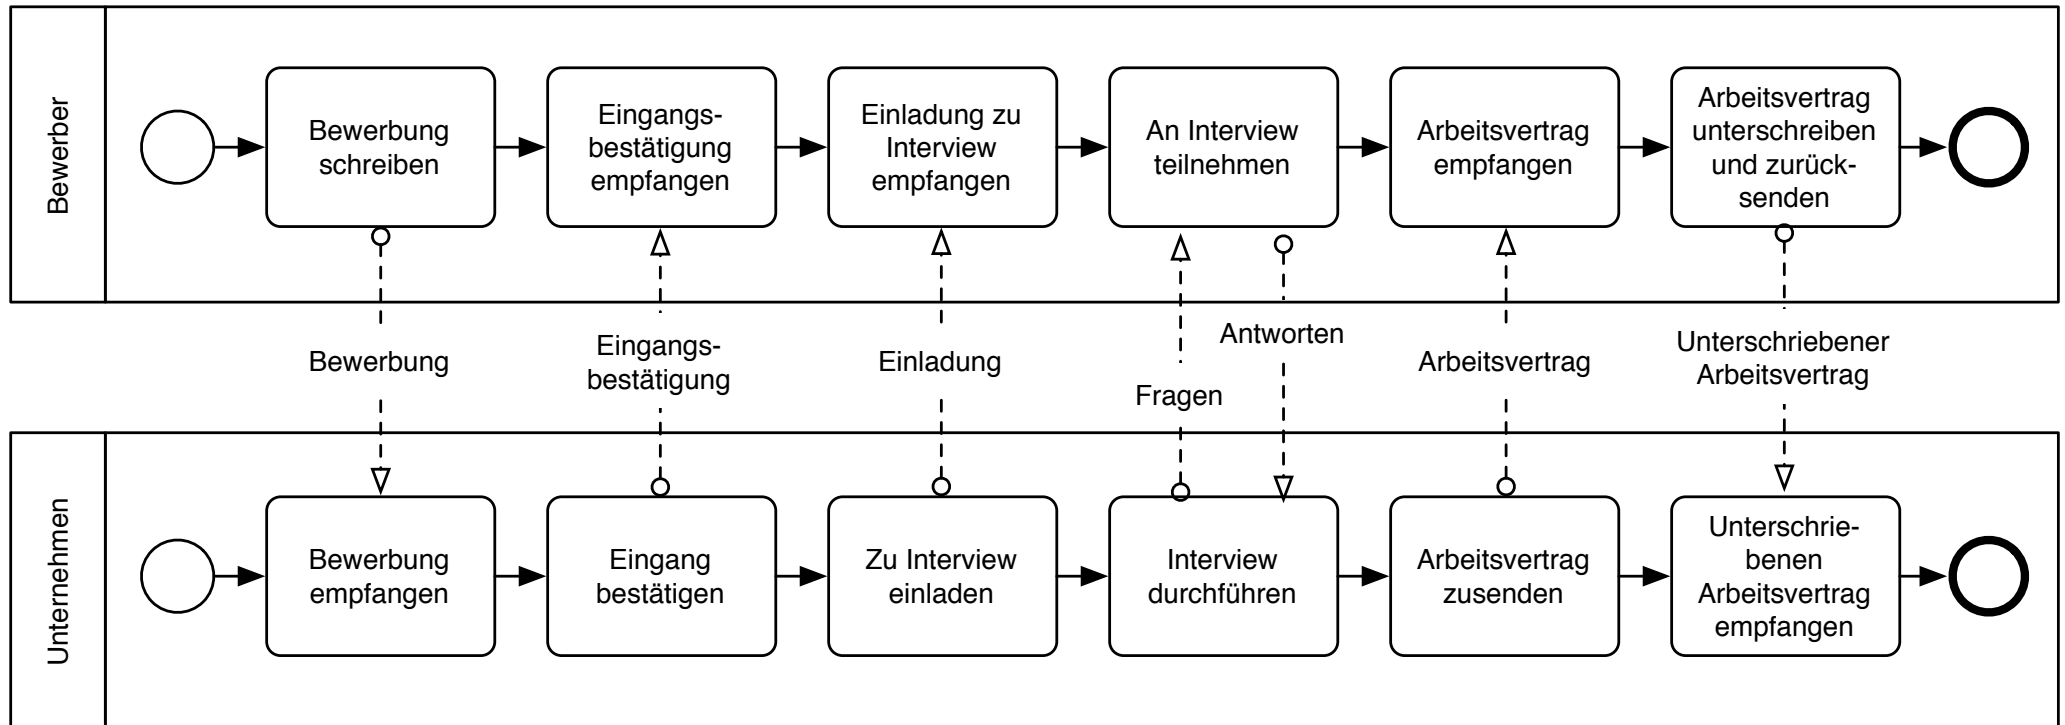 Bewerber
Bewerbung
schreiben
Eingangs-
bestätigung
empfangen
Einladung zu
Interview
empfangen
An Interview
teilnehmen
Arbeitsvertrag
empfangen
Arbeitsvertrag
unterschreiben
und zurück-
senden
Bewerbung
Eingangs-
bestätigung
Einladung
Fragen
Antworten
Arbeitsvertrag
Unterschriebener
Arbeitsvertrag
Unternehmen
Bewerbung
empfangen
Eingang
bestätigen
Zu Interview
einladen
Interview
durchführen
Arbeitsvertrag
zusenden
Unterschrie-
benen
Arbeitsvertrag
empfangen